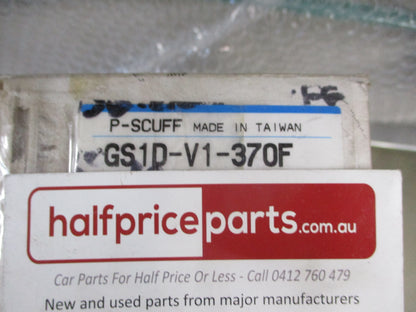 P-SCUFF MADE IN TAIWAN
GS1D-V1-370F
halfpriceparts.com.au
Car Parts For Half Price Or Less - Call 0412 760 479
New and used parts from major manufacturers